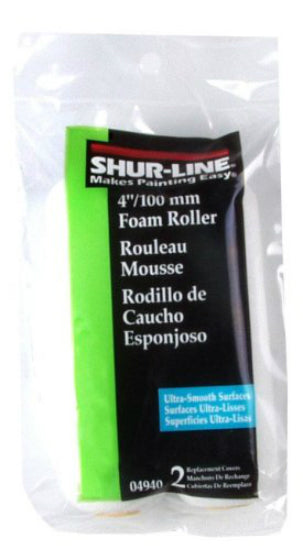 SHUR-LINE
Makes Painting Easy®
4"/100 mm
Foam Roller
Rouleau
Mousse
Rodillo de
Caucho
Esponjoso
Ultra-Smooth Surfaces
Surfaces Ultra-Lisses
Superficies Ultra-Lisas
04940 2 Replacement Covers
Manchons De Rechange
Cubiertas De Reemplazo